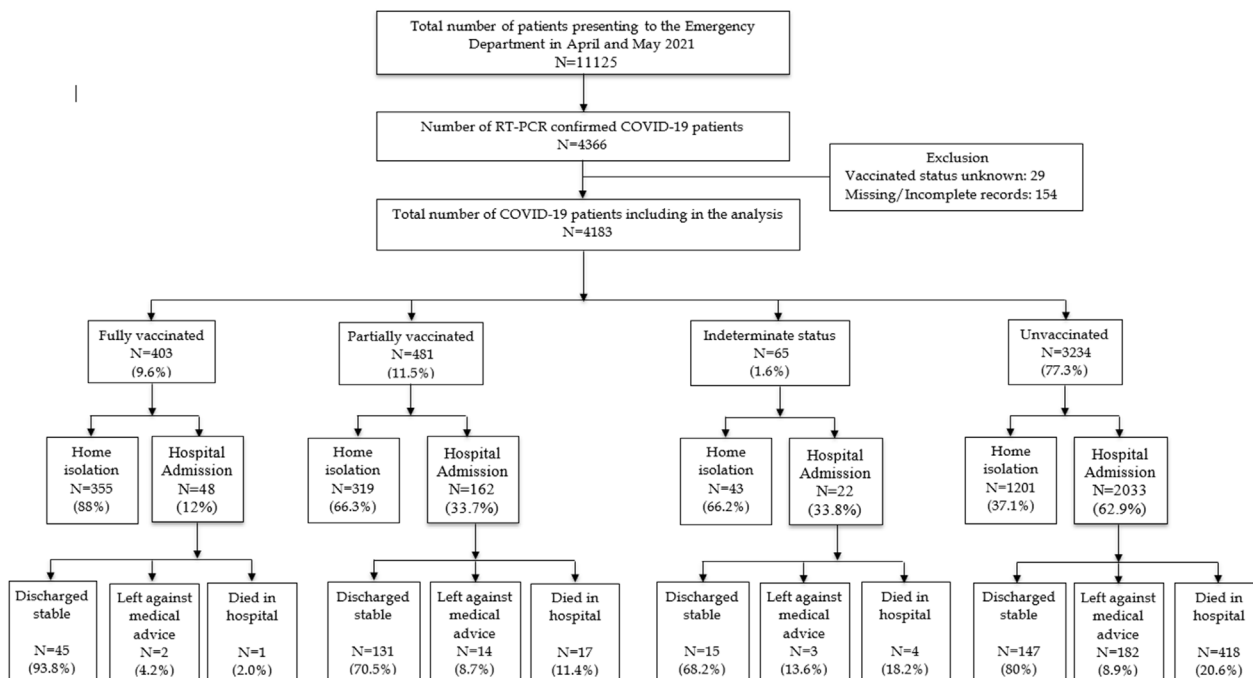 Total number of patients presenting to the Emergency
Department in April and May 2021
N=11125
Number of RT-PCR confirmed COVID-19 patients
N=4366
Exclusion
Vaccinated status unknown: 29
Missing/Incomplete records: 154
Total number of COVID-19 patients including in the analysis
N=4183
Fully vaccinated
N=403
(9.6%)
Partially vaccinated
N=481
(11.5%)
Indeterminate status
N=65
(1.6%)
Unvaccinated
N=3234
(77.3%)
Home
isolation
N=355
(88%)
Hospital
Admission
N=48
(12%)
Home
isolation
N=319
(66.3%)
Hospital
Admission
N=162
(33.7%)
Home
isolation
N=43
(66.2%)
Hospital
Admission
N=22
(33.8%)
Home
isolation
N=1201
(37.1%)
Hospital
Admission
N=2033
(62.9%)
Discharged
stable
N=45
(93.8%)
Left against
medical
advice
N=2
(4.2%)
Died in
hospital
N=1
(2.0%)
Discharged
stable
N=131
(70.5%)
Left against
medical
advice
N=14
(8.7%)
Died in
hospital
N=17
(11.4%)
Discharged
stable
N=15
(68.2%)
Left against
medical
advice
N=3
(13.6%)
Died in
hospital
N=4
(18.2%)
Discharged
stable
N=147
(80%)
Left against
medical
advice
N=182
(8.9%)
Died in
hospital
N=418
(20.6%)